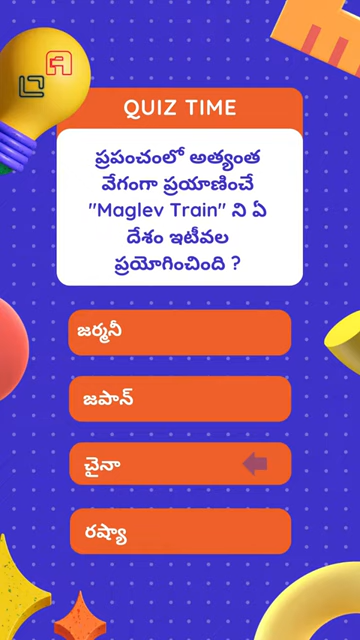 QUIZ TIME
ప్రపంచంలో అత్యంత
వేగంగా ప్రయాణించే
"Maglev Train" ని ఏ
దేశం ఇటీవల
ప్రయోగించింది ?
జర్మనీ
జపాన్
చైనా
రష్యా